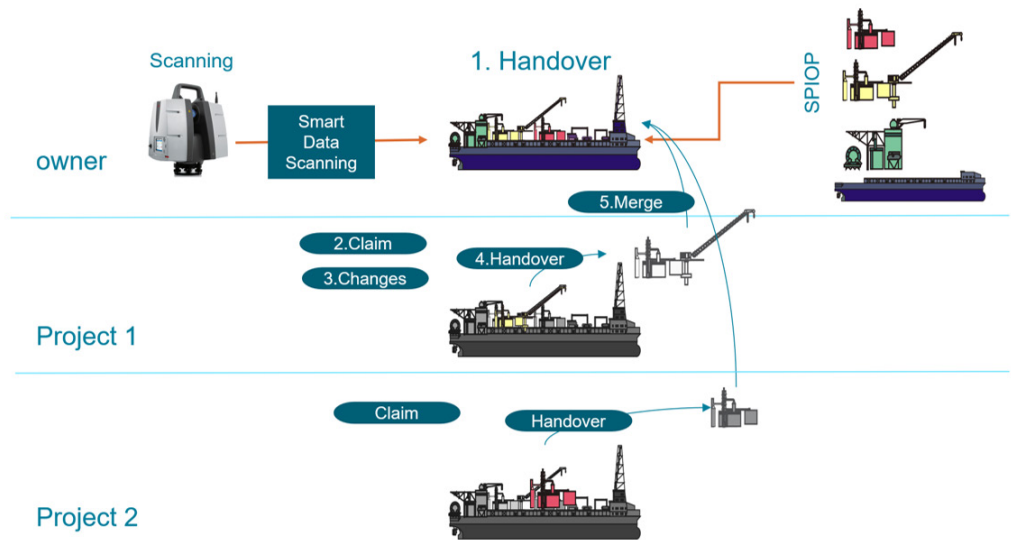 Scanning
1. Handover
SPIOP
Smart
Data
Scanning
owner
5.Merge
2.Claim
3.Changes
4.Handover
Project 1
Claim
Handover
Project 2